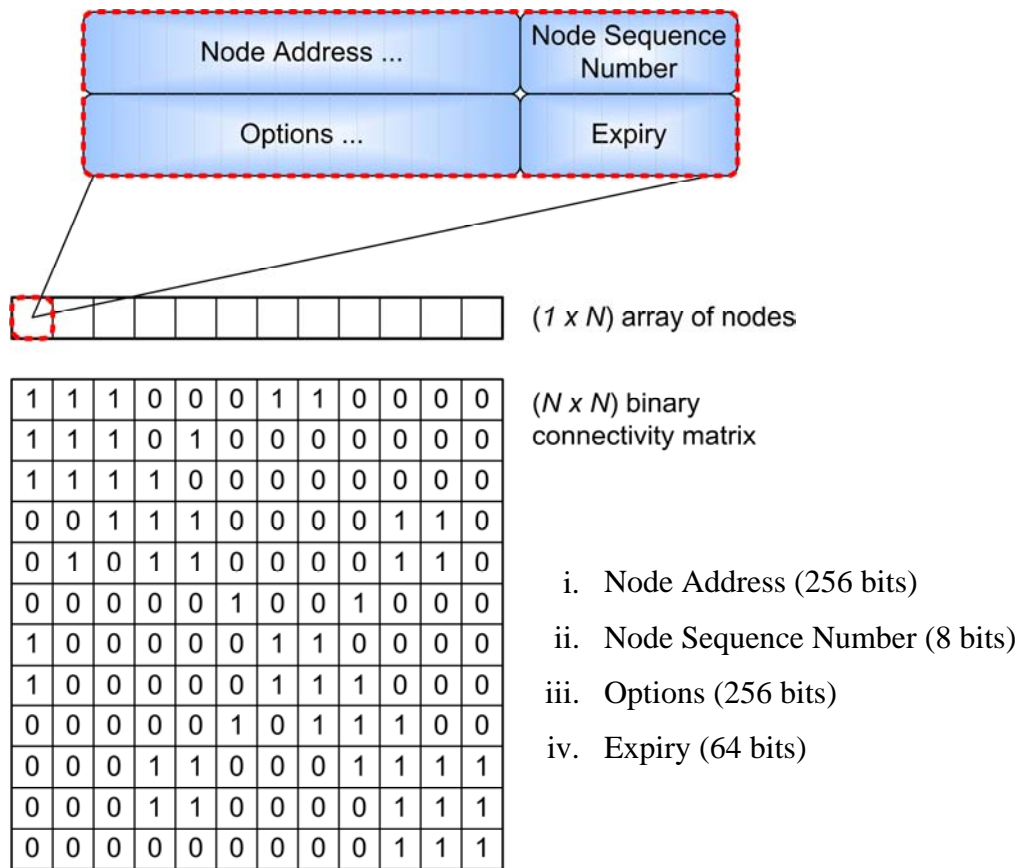 Node Address ...
Node Sequence
Number
Options ...
Expiry
(1 x N) array of nodes
1 1 1 0 0 0 1 1 0 0 0 0
1 1 1 0 1 0 0 0 0 0 0 0
1 1 1 1 0 0 0 0 0 0 0 0
0 0 1 1 1 0 0 0 0 1 1 0
0 1 0 1 1 0 0 0 0 1 1 0
0 0 0 0 0 1 0 0 1 0 0 0
1 0 0 0 0 0 1 1 0 0 0 0
1 0 0 0 0 0 1 1 1 0 0 0
0 0 0 0 0 1 0 1 1 1 0 0
0 0 0 1 1 0 0 0 1 1 1 1
0 0 0 1 1 0 0 0 0 1 1 1
0 0 0 0 0 0 0 0 0 1 1 1
(N x N) binary
connectivity matrix
i. Node Address (256 bits)
ii. Node Sequence Number (8 bits)
iii. Options (256 bits)
iv. Expiry (64 bits)